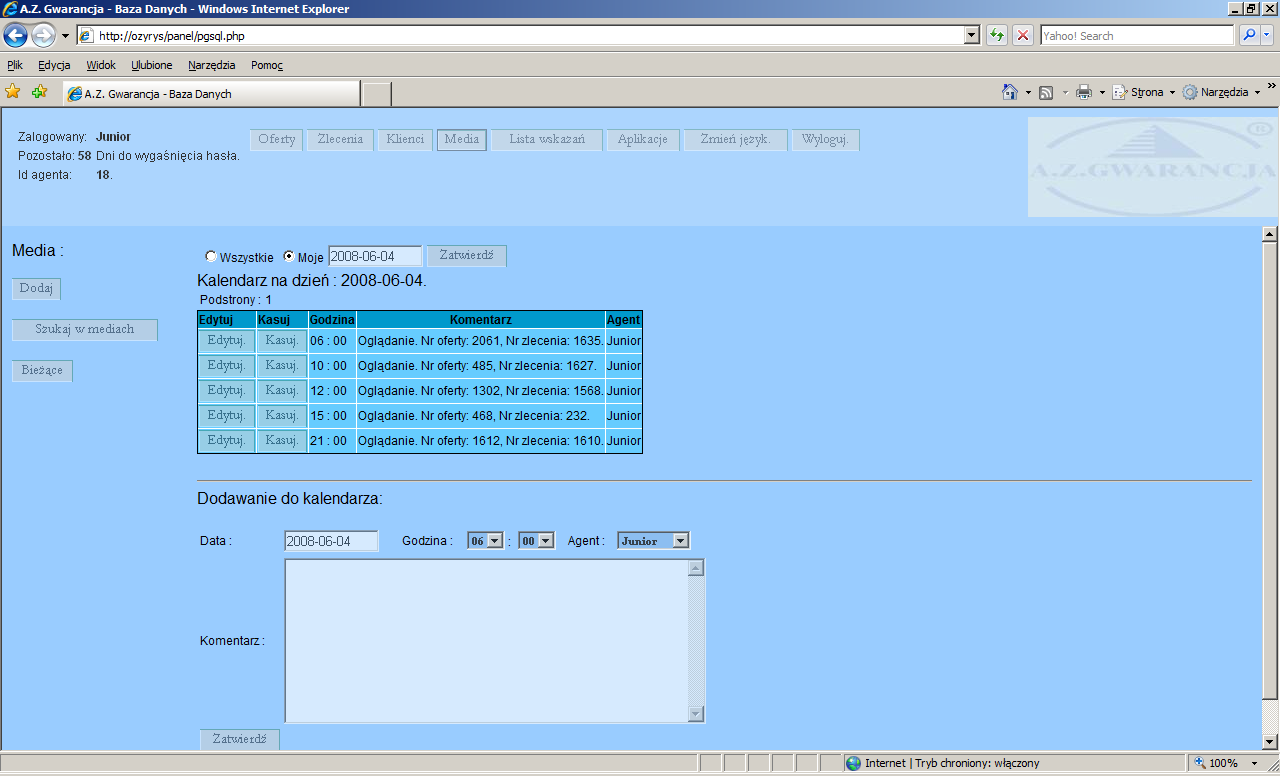 A.Z. Gwarancja - Baza Danych - Windows Internet Explorer
http://ozyrys/panel/pgsql.php
Yahoo! Search
Plik Edycja Widok Ulubione Narzędzia Pomoc
A.Z. Gwarancja - Baza Danych
Strona Narzędzia »
Zalogowany: Junior
Pozostało: 58 Dni do wygaśnięcia hasła.
Id agenta: 18.
Oferty Zlecenia Klienci Media Lista wskazań Aplikacje Zmień język. Wyloguj.
A.Z.GWARANCJA ®
Media :
Dodaj
Szukaj w mediach
Bieżące
Wszystkie Moje 2008-06-04 Zatwierdź
Kalendarz na dzień : 2008-06-04.
Podstrony : 1
Edytuj Kasuj Godzina Komentarz Agent
Edytuj. Kasuj. 06 : 00 Oglądanie. Nr oferty: 2061, Nr zlecenia: 1635. Junior
Edytuj. Kasuj. 10 : 00 Oglądanie. Nr oferty: 485, Nr zlecenia: 1627. Junior
Edytuj. Kasuj. 12 : 00 Oglądanie. Nr oferty: 1302, Nr zlecenia: 1568. Junior
Edytuj. Kasuj. 15 : 00 Oglądanie. Nr oferty: 468, Nr zlecenia: 232. Junior
Edytuj. Kasuj. 21 : 00 Oglądanie. Nr oferty: 1612, Nr zlecenia: 1610. Junior
Dodawanie do kalendarza:
Data : 2008-06-04 Godzina : 06 : 00 Agent : Junior
Komentarz :
Zatwierdź
Internet | Tryb chroniony: włączony
100%